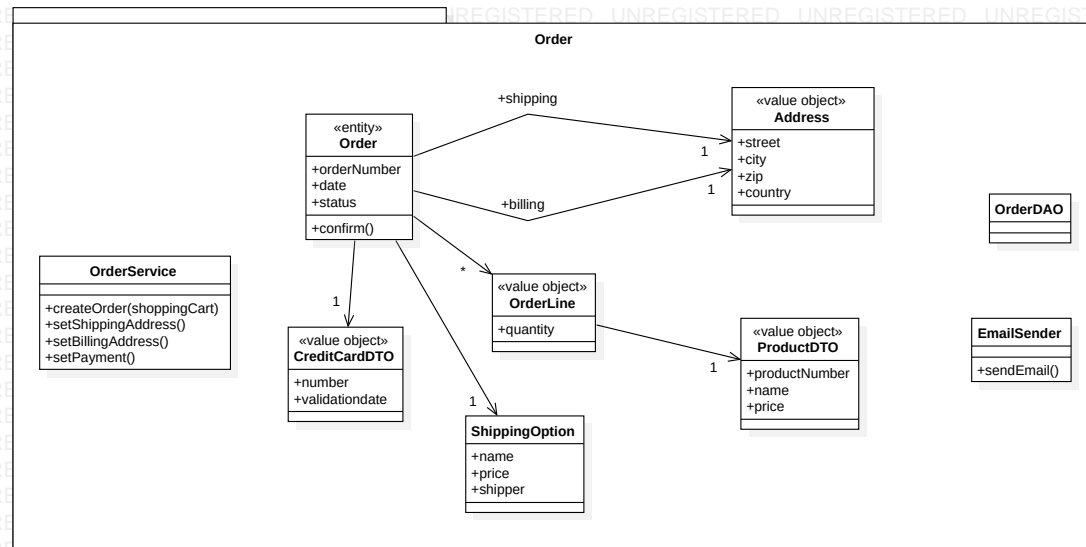 UNREGISTERED UNREGISTERED UNREGISTERED UNREGIST
Order
+shipping
1
+billing
1
«entity»
Order
+orderNumber
+date
+status
+confirm()
«value object»
Address
+street
+city
+zip
+country
OrderDAO
OrderService
+createOrder(shoppingCart)
+setShippingAddress()
+setBillingAddress()
+setPayment()
*
1
1
«value object»
OrderLine
+quantity
1
«value object»
CreditCardDTO
+number
+validationdate
«value object»
ProductDTO
+productNumber
+name
+price
EmailSender
+sendEmail()
ShippingOption
+name
+price
+shipper